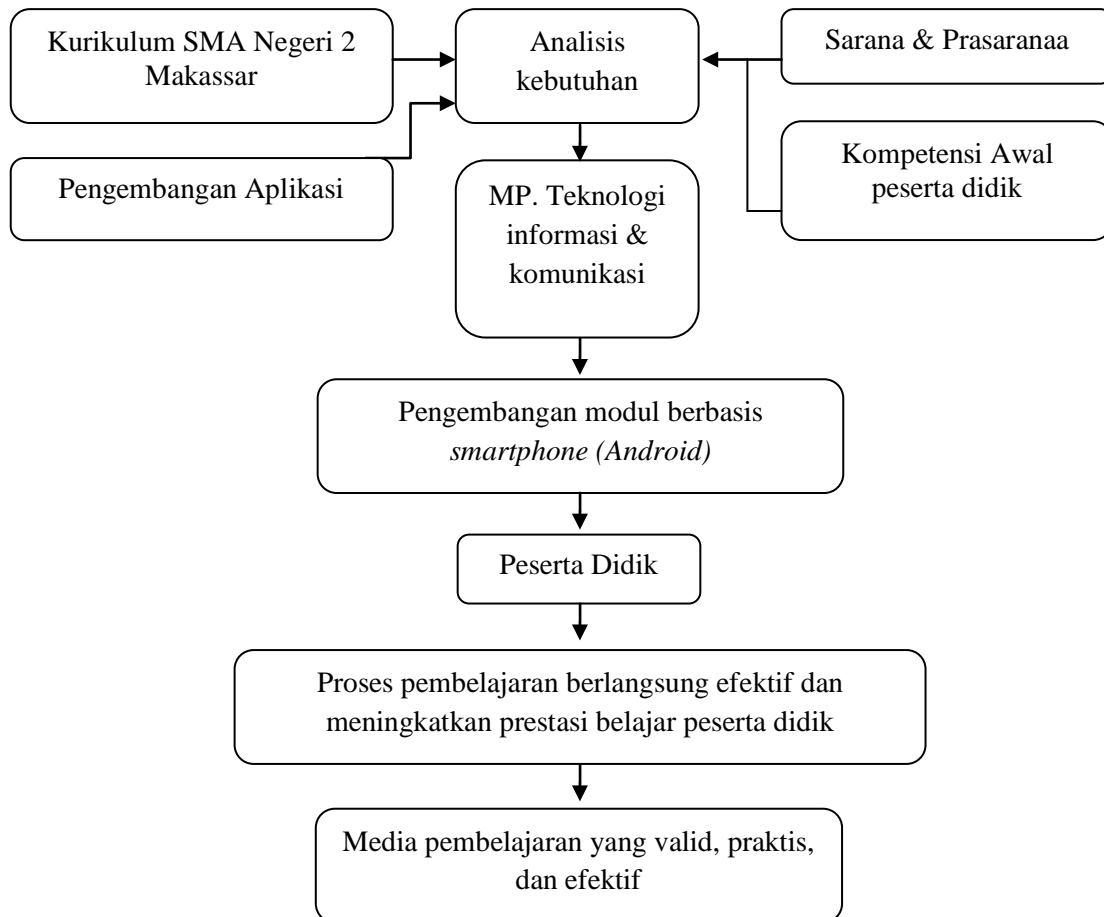 Kurikulum SMA Negeri 2
Makassar
Analisis
kebutuhan
Sarana & Prasaranaa
Pengembangan Aplikasi
Kompetensi Awal
peserta didik
MP. Teknologi
informasi &
komunikasi
Pengembangan modul berbasis
smartphone (Android)
Peserta Didik
Proses pembelajaran berlangsung efektif dan
meningkatkan prestasi belajar peserta didik
Media pembelajaran yang valid, praktis,
dan efektif